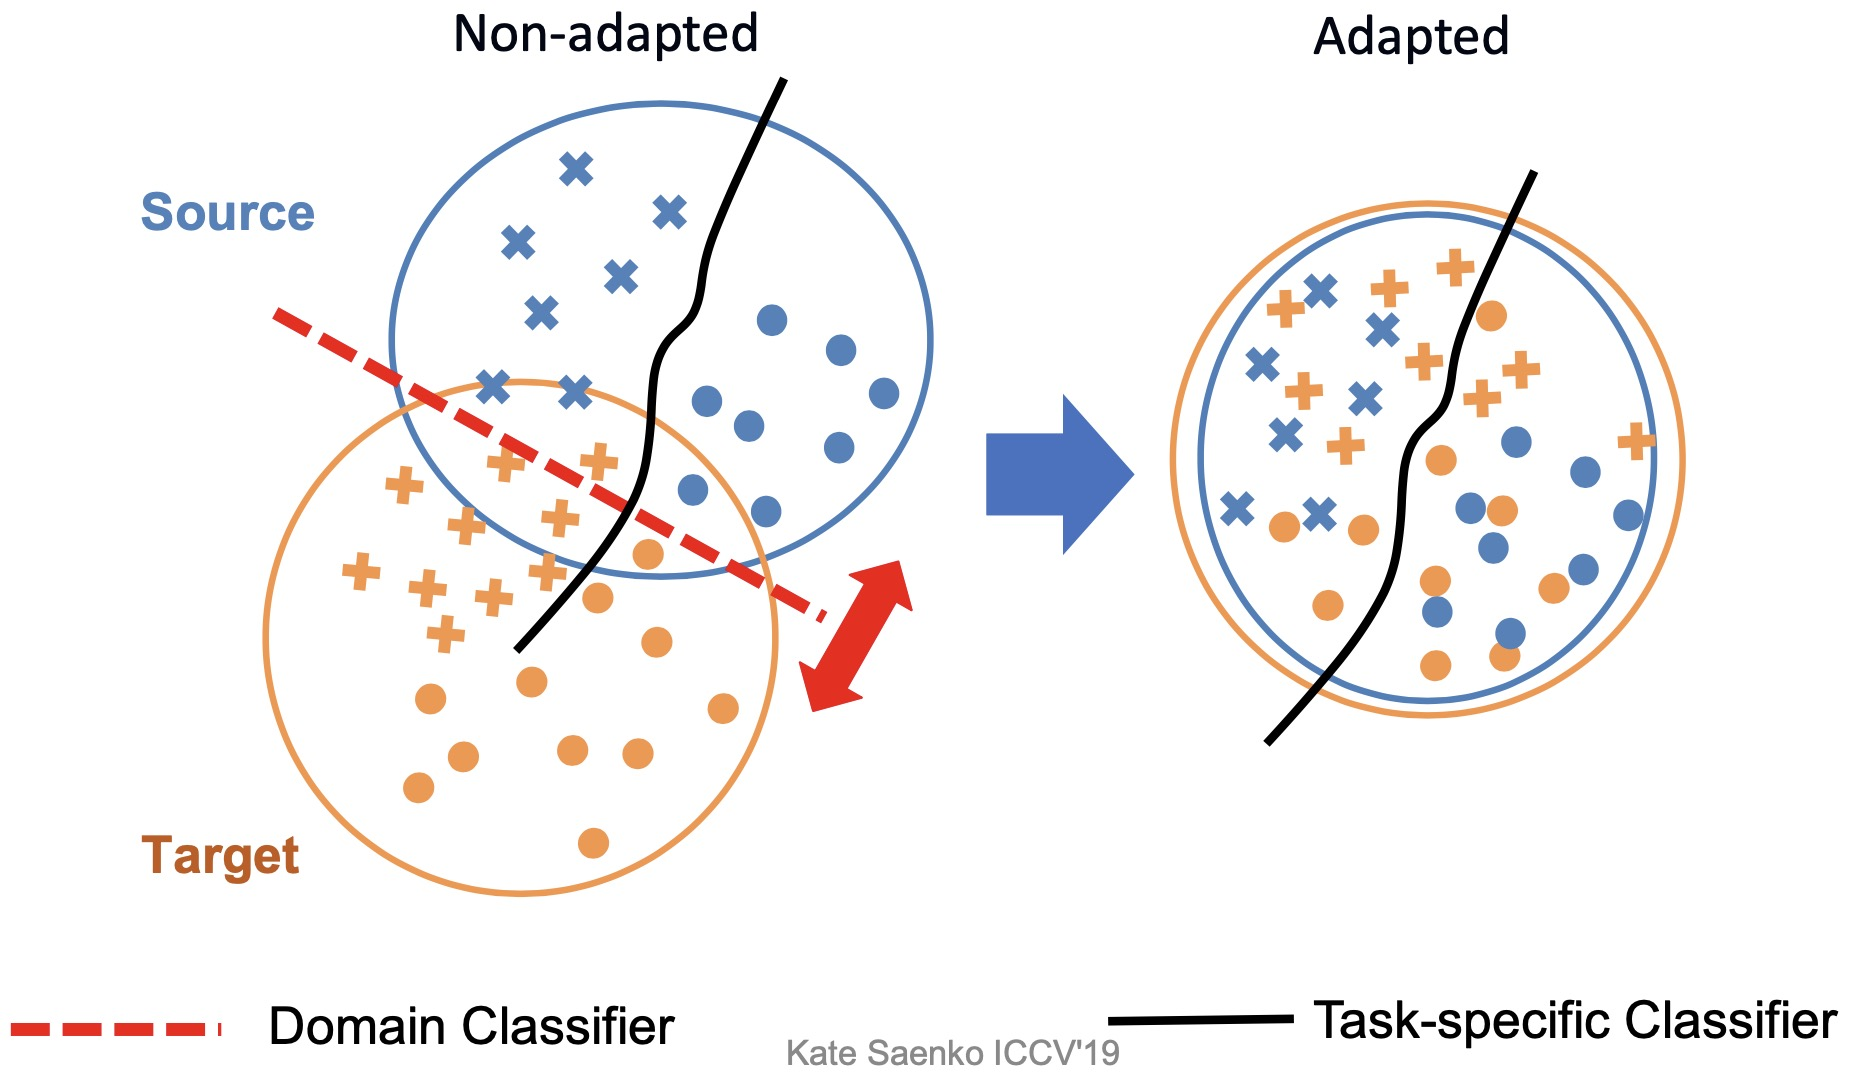 Non-adapted
Adapted
Source
Target
Domain Classifier
Task-specific Classifier
Kate Saenko ICCV'19